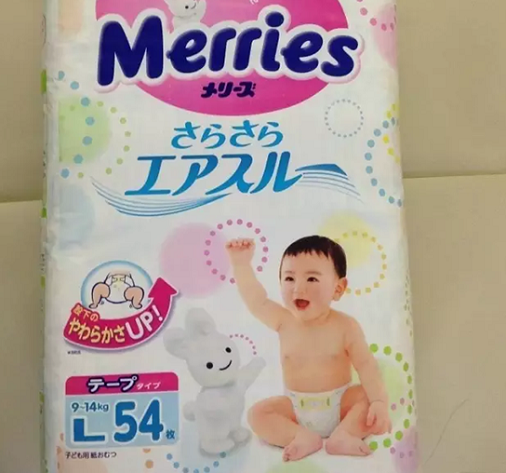 Merries
メリーズ
さらさら
エアスルー
股下の
やわらかさUP!
テープタイプ
9~14kg
L 54枚
子ども用 紙おむつ